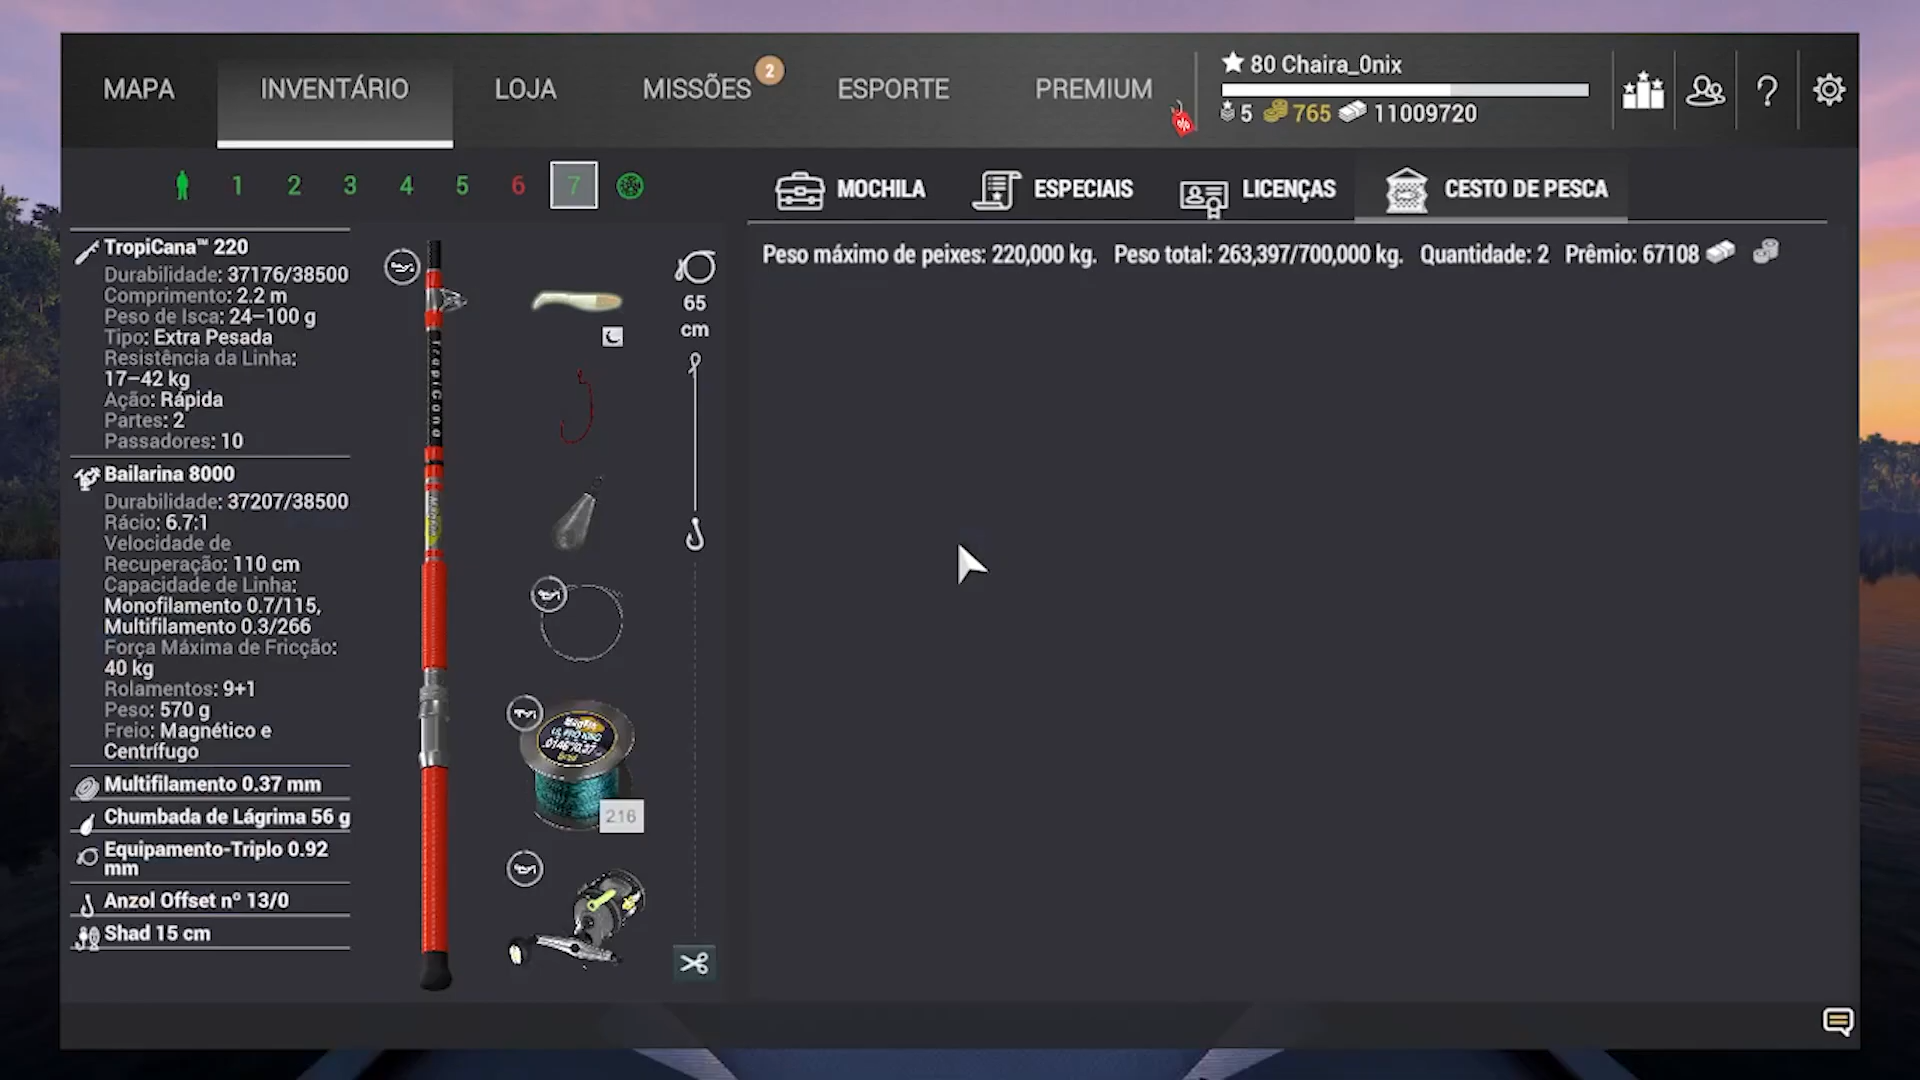 MAPA
INVENTÁRIO
LOJA
MISSÕES
2
ESPORTE
PREMIUM
80 Chaira_0nix
5 765 11009720
1 2 3 4 5 6 7
MOCHILA
ESPECIAIS
LICENÇAS
CESTO DE PESCA
Peso máximo de peixes: 220,000 kg. Peso total: 263,397/700,000 kg. Quantidade: 2 Prêmio: 67108
TropiCana™ 220
Durabilidade: 37176/38500
Comprimento: 2.2 m
Peso de Isca: 24–100 g
Tipo: Extra Pesada
Resistência da Linha:
17–42 kg
Ação: Rápida
Partes: 2
Passadores: 10
Bailarina 8000
Durabilidade: 37207/38500
Rácio: 6.7:1
Velocidade de
Recuperação: 110 cm
Capacidade de Linha:
Monofilamento 0.7/115,
Multifilamento 0.3/266
Força Máxima de Fricção:
40 kg
Rolamentos: 9+1
Peso: 570 g
Freio: Magnético e
Centrífugo
Multifilamento 0.37 mm
Chumbada de Lágrima 56 g
Equipamento-Triplo 0.92
mm
Anzol Offset nº 13/0
Shad 15 cm
TropiCana
MagFin
216
65
cm